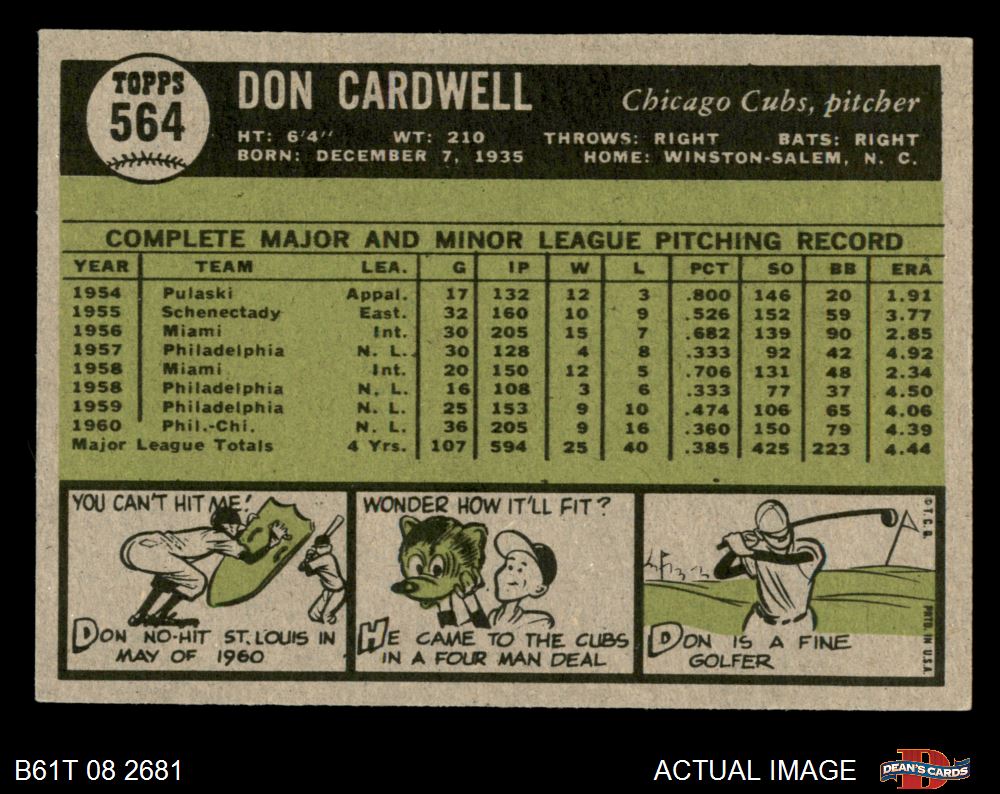 TOPPS
564
DON CARDWELL
Chicago Cubs, pitcher
HT: 6'4" WT: 210 THROWS: RIGHT BATS: RIGHT
BORN: DECEMBER 7, 1935 HOME: WINSTON-SALEM, N. C.
COMPLETE MAJOR AND MINOR LEAGUE PITCHING RECORD
YEAR TEAM LEA. G IP W L PCT SO BB ERA
1954 Pulaski Appal. 17 132 12 3 .800 146 20 1.91
1955 Schenectady East. 32 160 10 9 .526 152 59 3.77
1956 Miami Int. 30 205 15 7 .682 139 90 2.85
1957 Philadelphia N. L. 30 128 4 8 .333 92 42 4.92
1958 Miami Int. 20 150 12 5 .706 131 48 2.34
1958 Philadelphia N. L. 16 108 3 6 .333 77 37 4.50
1959 Philadelphia N. L. 25 153 9 10 .474 106 65 4.06
1960 Phil.-Chi. N. L. 36 205 9 16 .360 150 79 4.39
Major League Totals 4 Yrs. 107 594 25 40 .385 425 223 4.44
YOU CAN'T HIT ME!
DON NO-HIT ST. LOUIS IN
MAY OF 1960
WONDER HOW IT'LL FIT?
HE CAME TO THE CUBS
IN A FOUR MAN DEAL
DON IS A FINE
GOLFER
© T. C. G. PRINTD IN U.S.A.
B61T 08 2681
ACTUAL IMAGE
DEAN'S CARDS